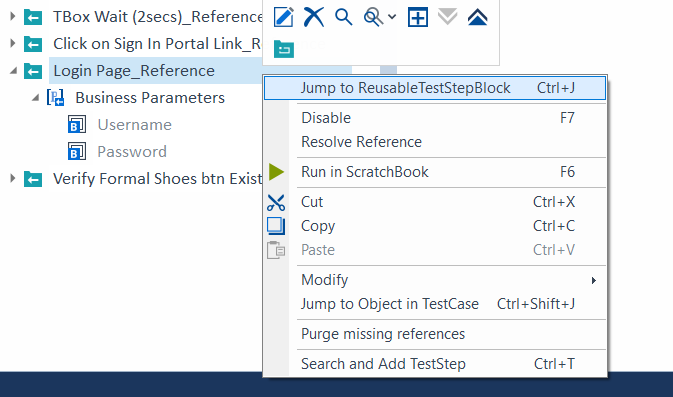 TBox Wait (2secs)_Reference
Click on Sign In Portal Link_R
Login Page_Reference
Business Parameters
Username
Password
Verify Formal Shoes btn Exist
Jump to ReusableTestStepBlock Ctrl+J
Disable F7
Resolve Reference
Run in ScratchBook F6
Cut Ctrl+X
Copy Ctrl+C
Paste Ctrl+V
Modify
Jump to Object in TestCase Ctrl+Shift+J
Purge missing references
Search and Add TestStep Ctrl+T